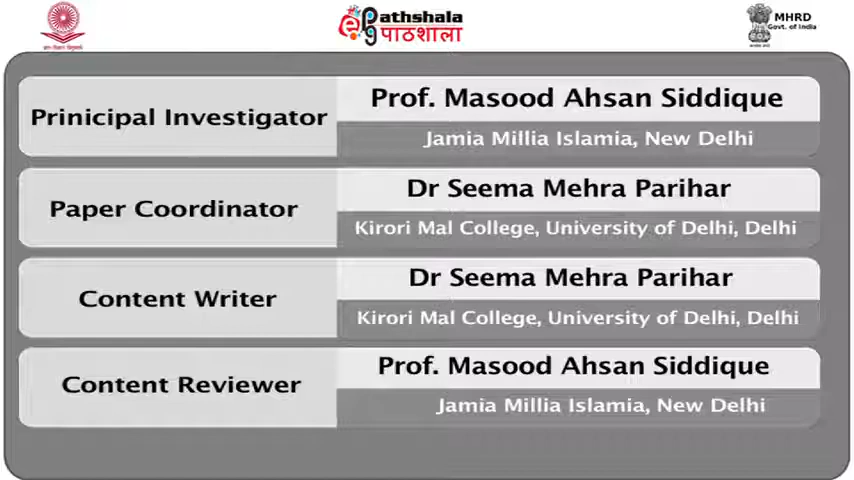 ePathshala
पाठशाला
MHRD
Govt. of India
Prinicipal Investigator
Prof. Masood Ahsan Siddique
Jamia Millia Islamia, New Delhi
Paper Coordinator
Dr Seema Mehra Parihar
Kirori Mal College, University of Delhi, Delhi
Content Writer
Dr Seema Mehra Parihar
Kirori Mal College, University of Delhi, Delhi
Content Reviewer
Prof. Masood Ahsan Siddique
Jamia Millia Islamia, New Delhi